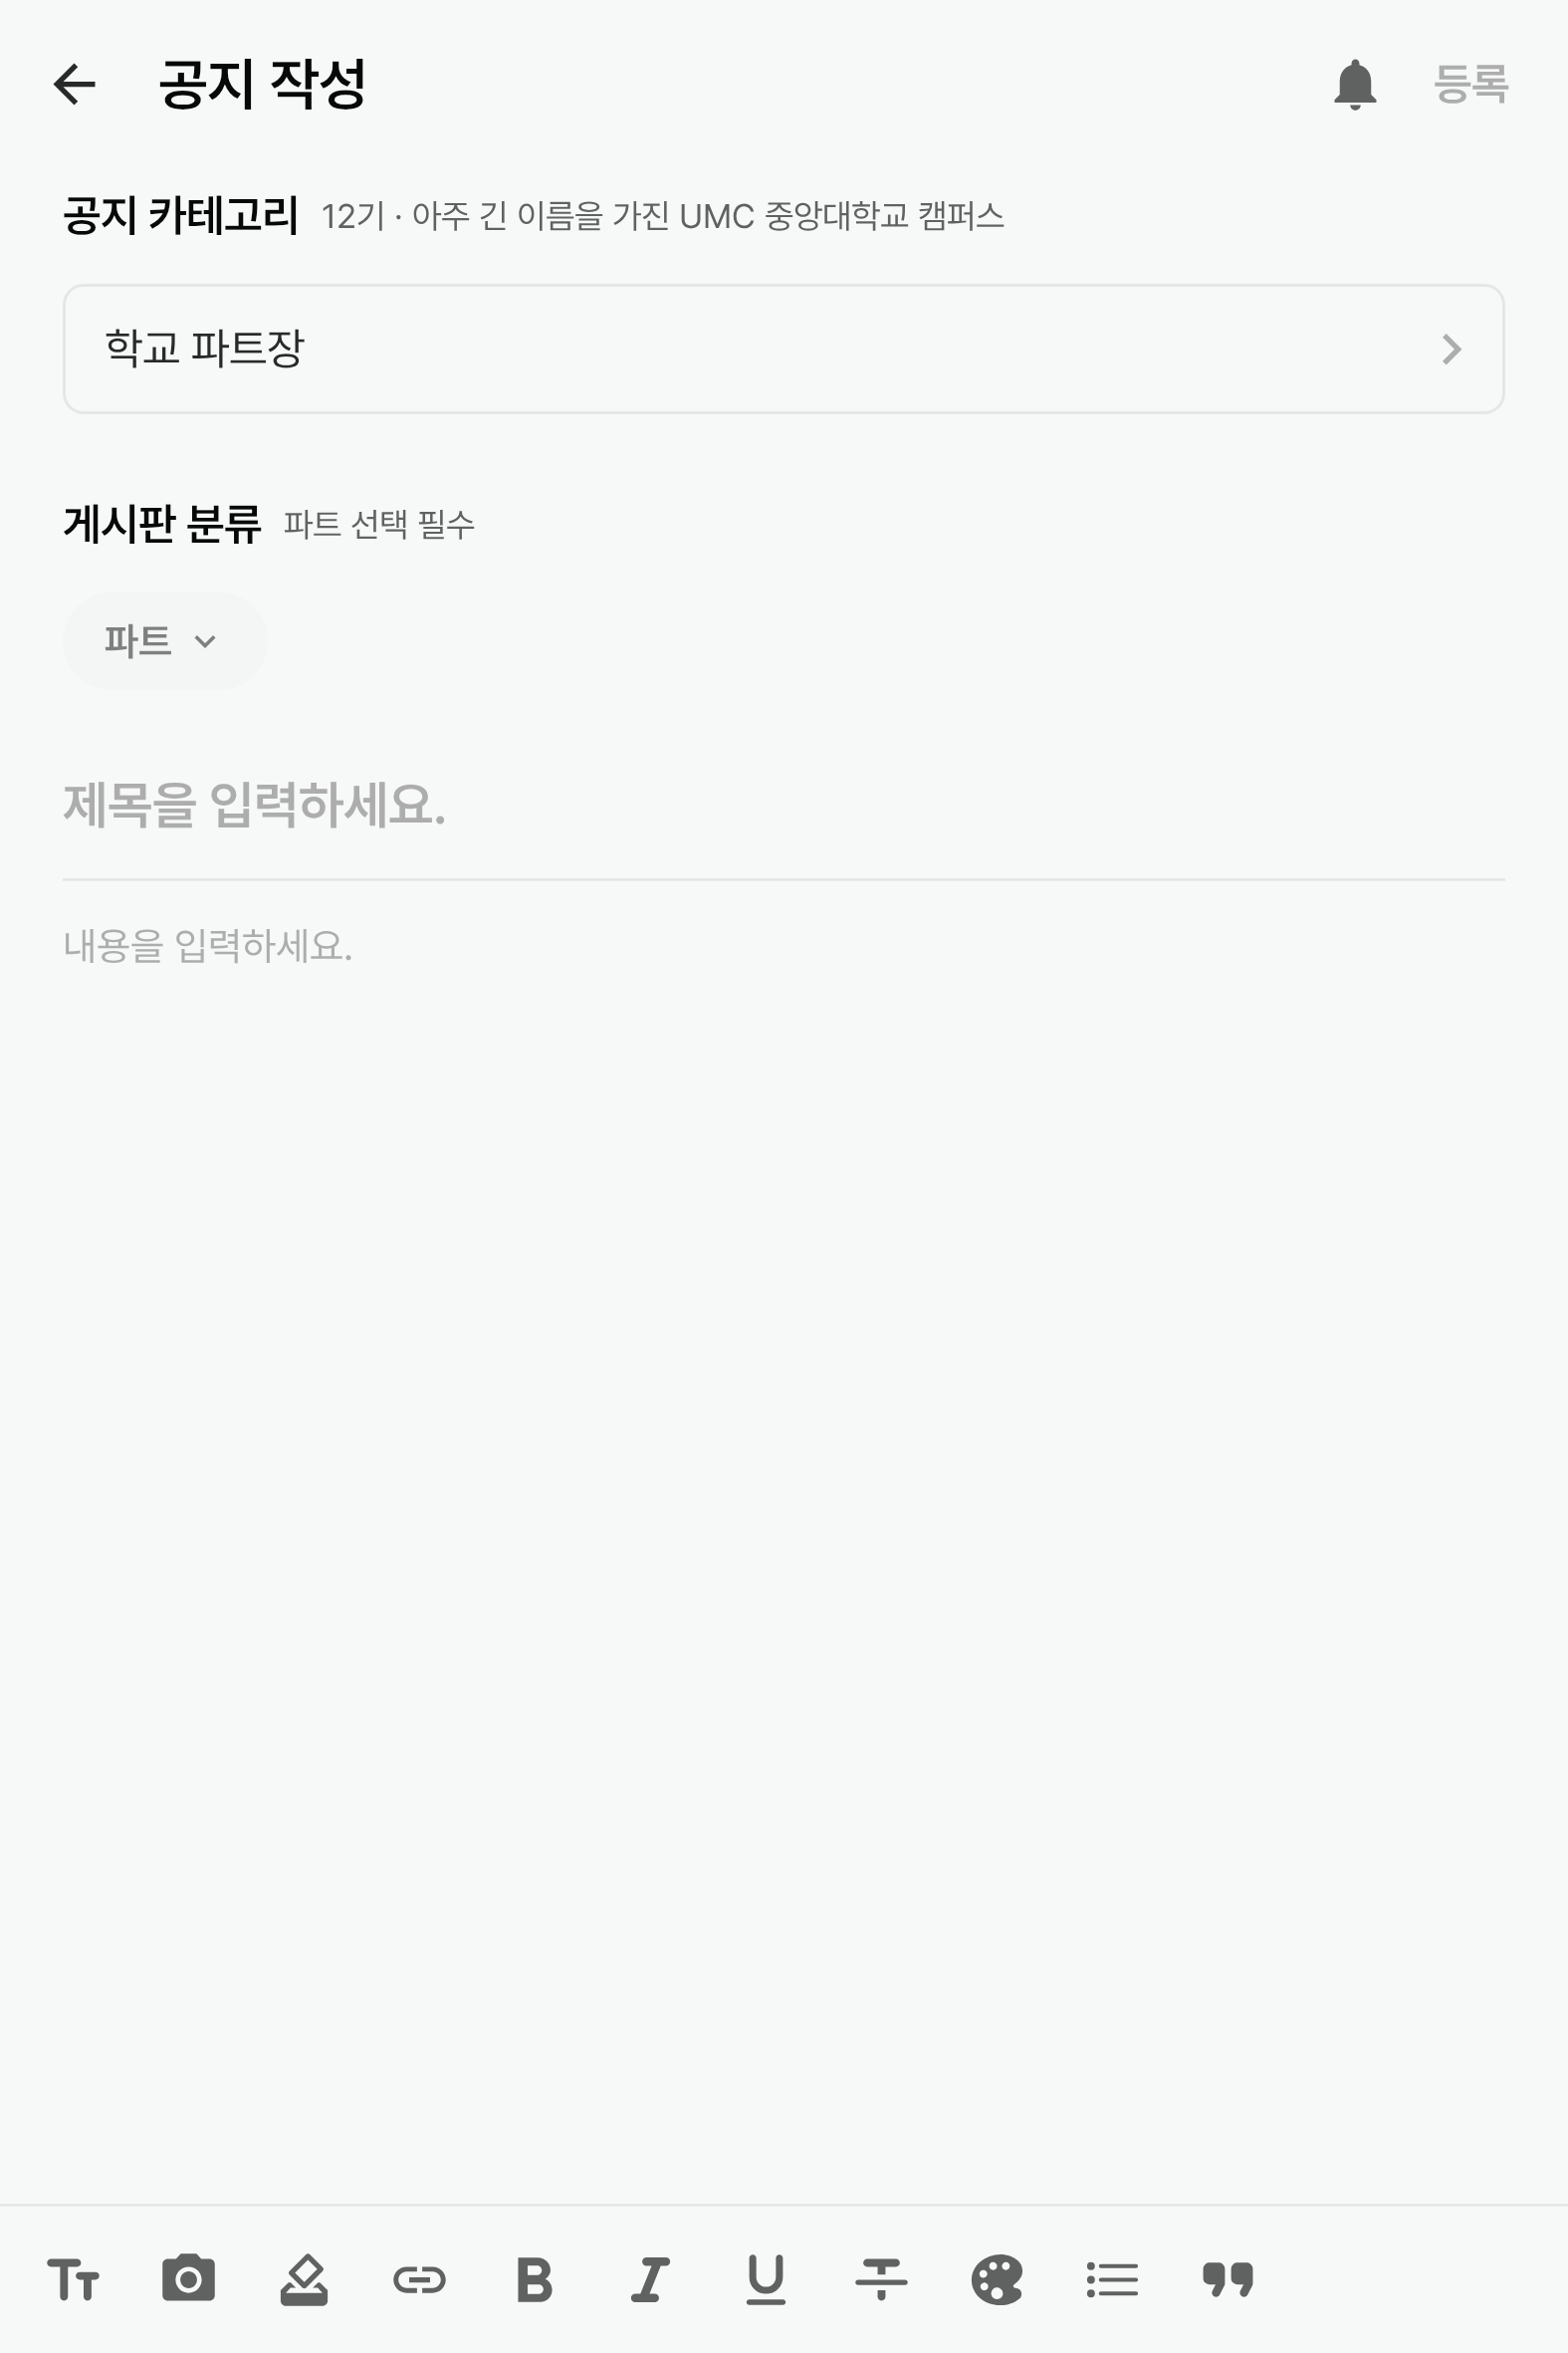 공지 작성 등록
공지 카테고리 12기 · 아주 긴 이름을 가진 UMC 중앙대학교 캠퍼스
학교 파트장
게시판 분류 파트 선택 필수
파트
제목을 입력하세요.
내용을 입력하세요.